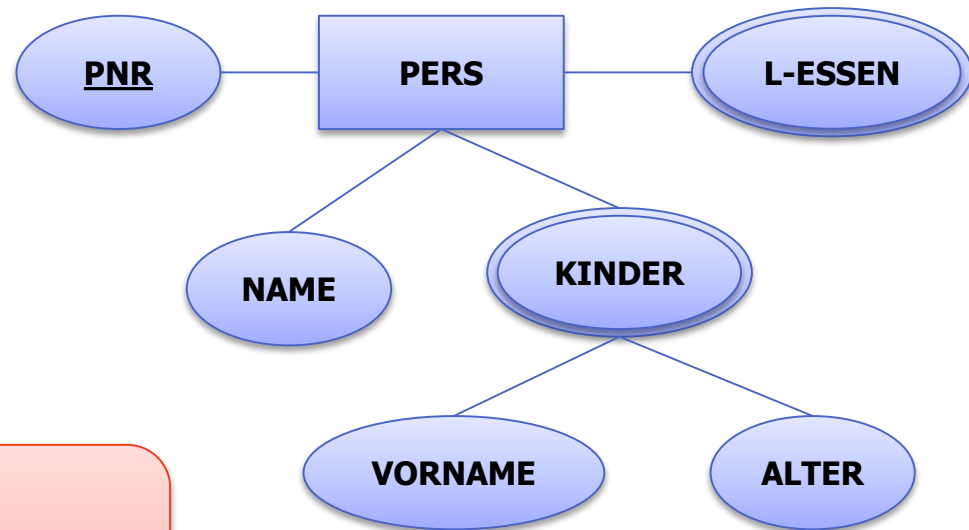 PNR
PERS
L-ESSEN
NAME
KINDER
VORNAME
ALTER